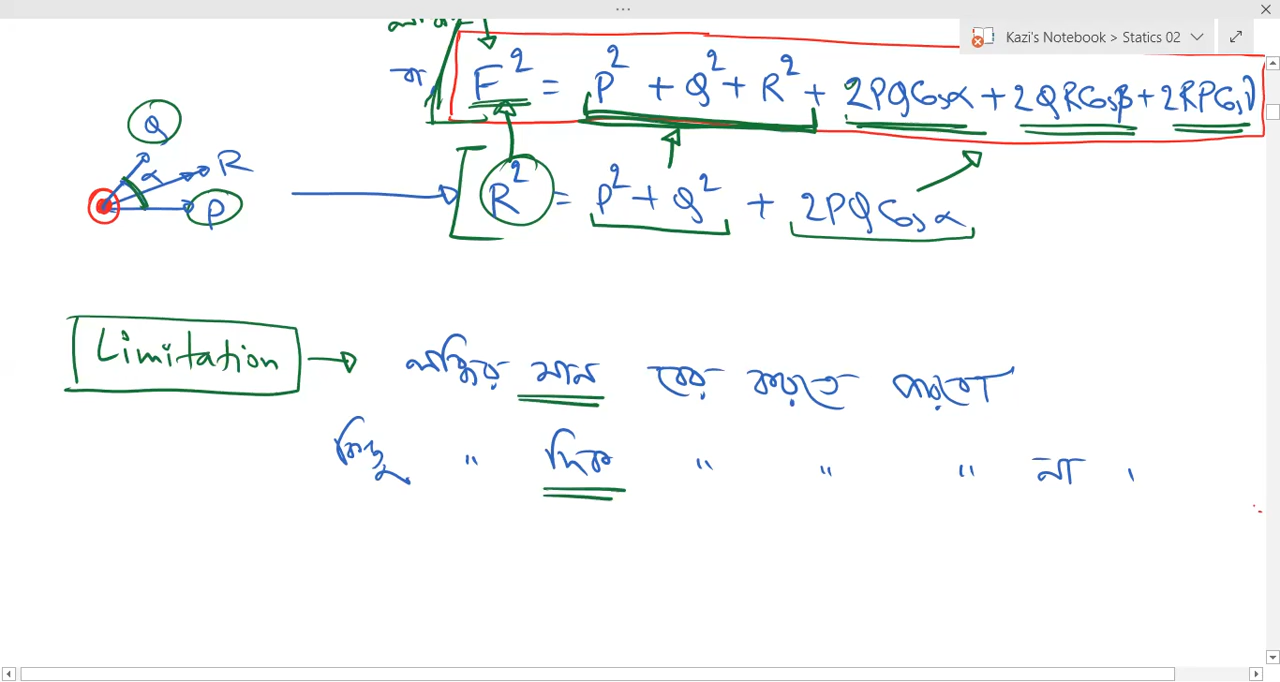 Kazi's Notebook > Statics 02
F² = P² + Q² + R² + 2PQCosα + 2QRCosβ + 2RPCosγ
Q
α R
P
R² = P² + Q² + 2PQCosα
Limitation → লব্ধির মান বের করতে পারবো
কিন্তু " দিক " " " না ।